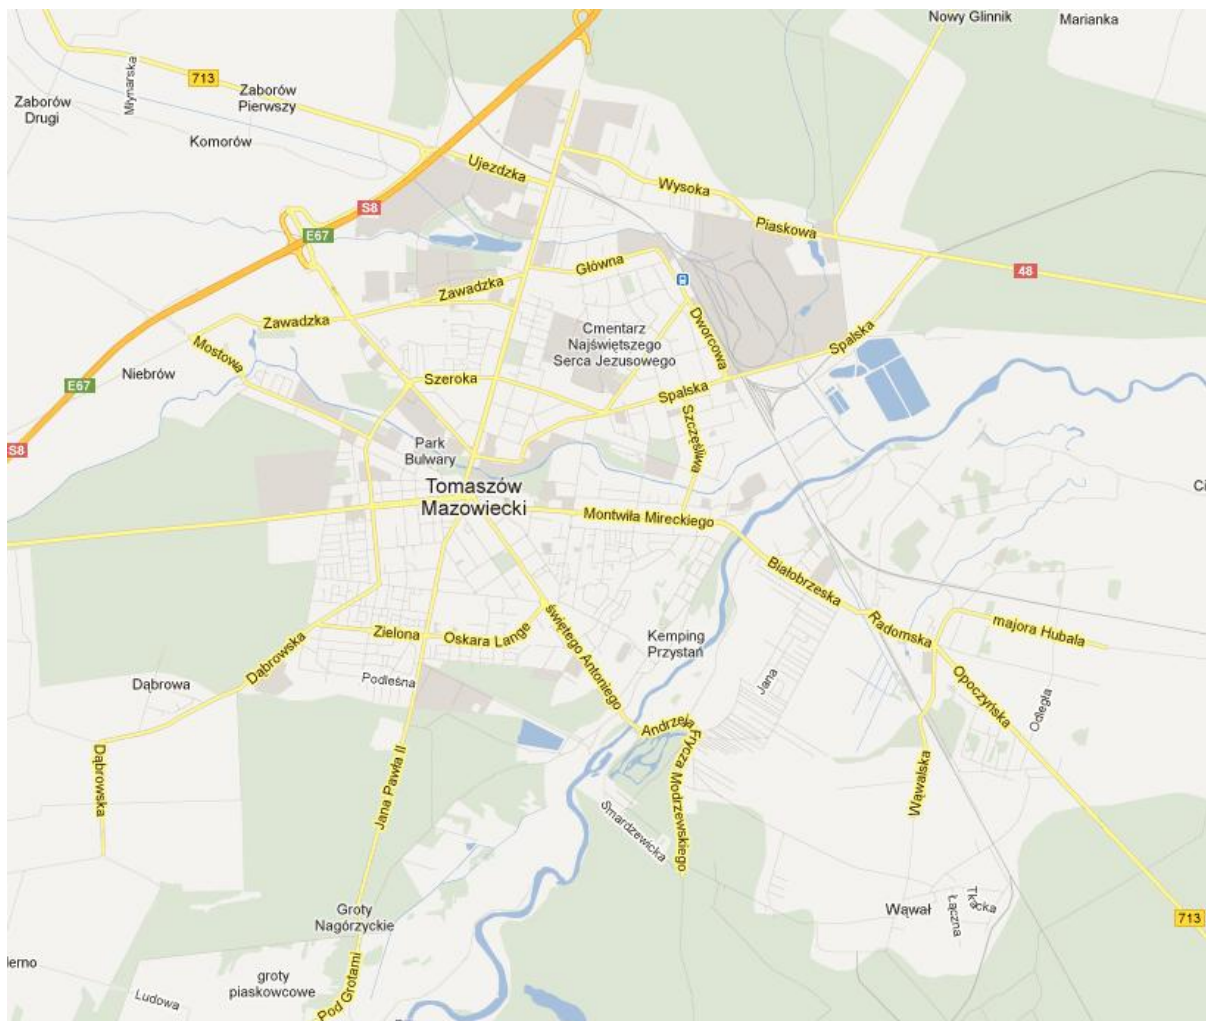 Nowy Glinnik
Marianka
Młynarska
713
Zaborów
Pierwszy
Zaborów
Drugi
Komorów
Ujezdzka
Wysoka
S8
E67
Piaskowa
48
Główna
Zawadzka
Zawadzka
Mostowa
Cmentarz
Najświętszego
Serca Jezusowego
Dworcowa
Spalska
Niebrów
E67
Szeroka
Spalska
Szczęśliwa
S8
Park
Bulwary
Tomaszów
Mazowiecki
Ci
Montwiła Mireckiego
Białobrzeska
Radomska
majora Hubala
Zielona
Oskara Lange
świętego Antoniego
Kemping
Przystań
Dąbrowska
Podleśna
Jana
Opoczyńska
Odległa
Dąbrowa
Andrzeja Frycza Modrzewskiego
Dąbrowska
Jana Pawła II
Wąwalska
Smardzewicka
Wąwał
Tkacka
Łączna
713
Groty
Nagórzyckie
lerno
groty
piaskowcowe
Ludowa
Pod Grotami